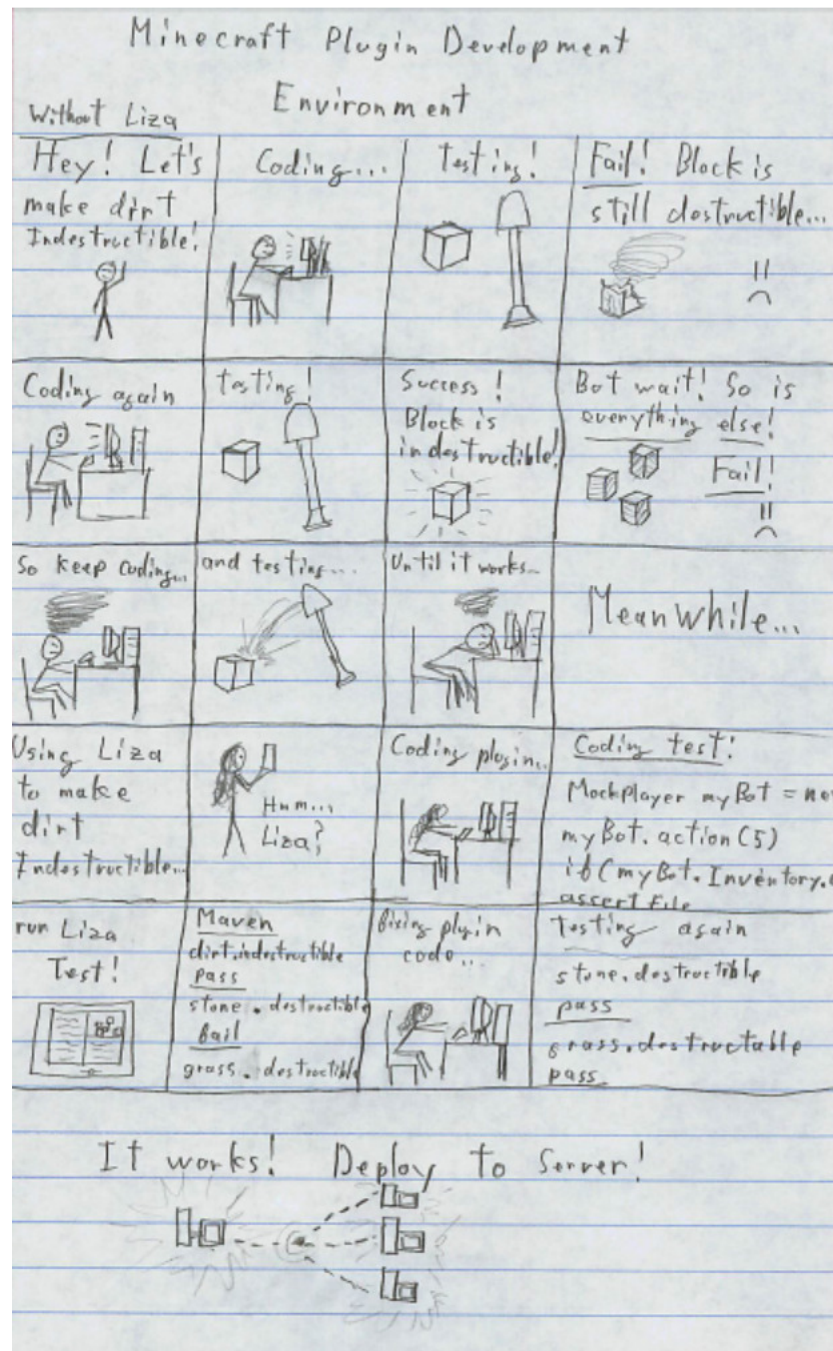 Minecraft Plugin Development
Environment
Without Liza
Hey! Let's
make dirt
Indestructible!
Coding...
Testing!
Fail! Block is
still destructible...
Coding again
testing!
Success!
Block is
indestructible!
But wait! So is
everything else!
Fail!
So keep coding...
and testing...
Until it works...
Meanwhile...
Using Liza
to make
dirt
Indestructible...
Hmm...
Liza?
Coding plugin...
Coding test:
Mockplayer myBot = new
myBot.action(5)
if(myBot.Inventory.
assert
run Liza
Test!
Maven
dirt.indestructible
pass
stone.destructible
fail
grass.destructible
fixing plugin
code...
testing again
stone.destructible
pass
grass.destructable
pass
It works! Deploy to Server!